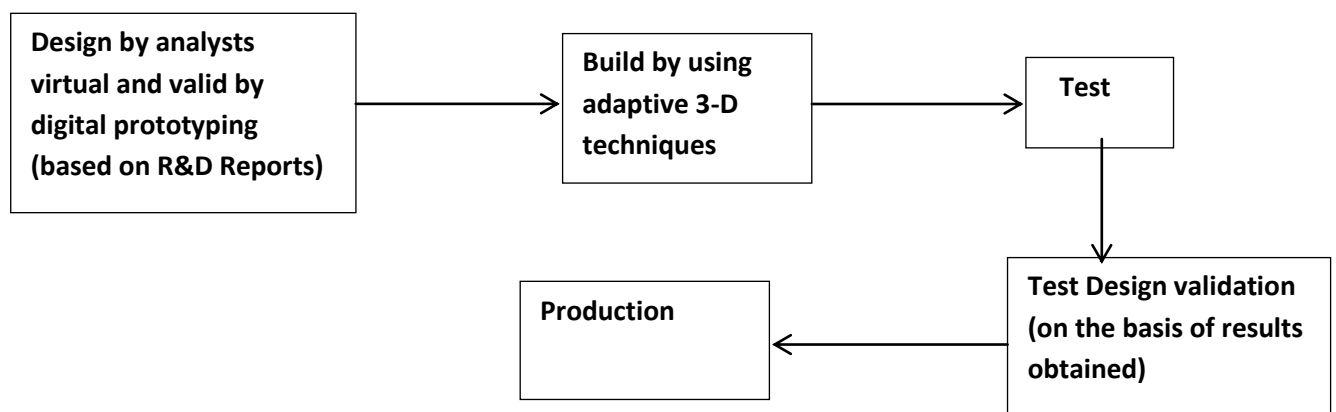 Design by analysts
virtual and valid by
digital prototyping
(based on R&D Reports)
Build by using
adaptive 3-D
techniques
Test
Test Design validation
(on the basis of results
obtained)
Production